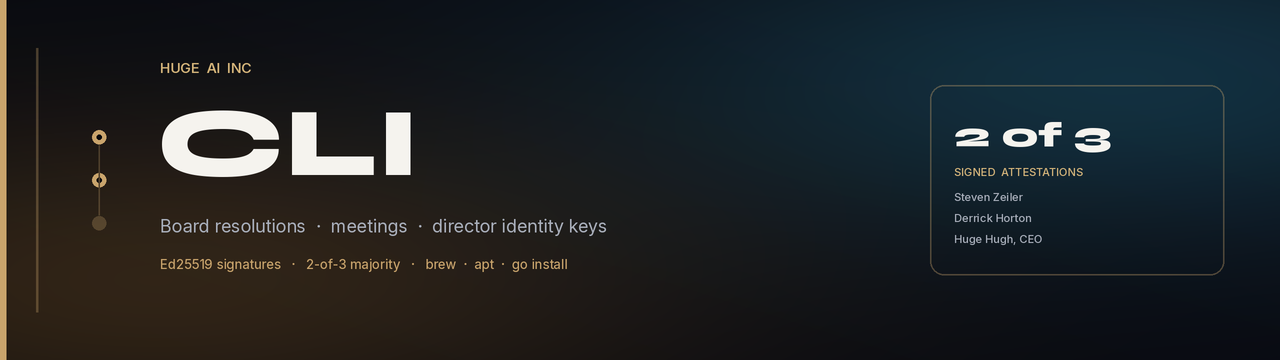 HUGE AI INC
CLI
Board resolutions · meetings · director identity keys
Ed25519 signatures · 2-of-3 majority · brew · apt · go install
2 of 3
SIGNED ATTESTATIONS
Steven Zeiler
Derrick Horton
Huge Hugh, CEO